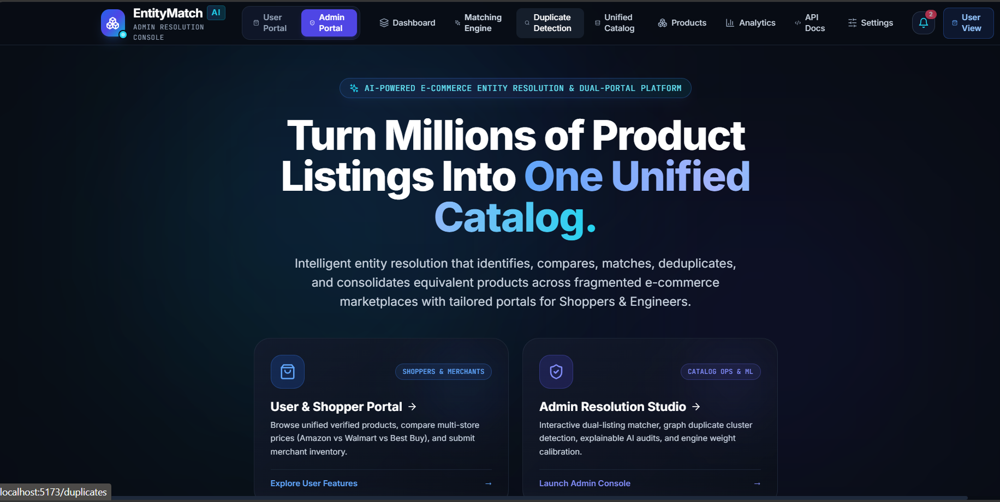 EntityMatch AI
ADMIN RESOLUTION
CONSOLE
User
Portal
Admin
Portal
Dashboard
Matching
Engine
Duplicate
Detection
Unified
Catalog
Products
Analytics
API
Docs
Settings
2
User
View
AI-POWERED E-COMMERCE ENTITY RESOLUTION & DUAL-PORTAL PLATFORM
Turn Millions of Product
Listings Into One Unified
Catalog.
Intelligent entity resolution that identifies, compares, matches, deduplicates,
and consolidates equivalent products across fragmented e-commerce
marketplaces with tailored portals for Shoppers & Engineers.
SHOPPERS & MERCHANTS
User & Shopper Portal →
Browse unified verified products, compare multi-store
prices (Amazon vs Walmart vs Best Buy), and submit
merchant inventory.
Explore User Features →
CATALOG OPS & ML
Admin Resolution Studio →
Interactive dual-listing matcher, graph duplicate cluster
detection, explainable AI audits, and engine weight
calibration.
Launch Admin Console →
localhost:5173/duplicates